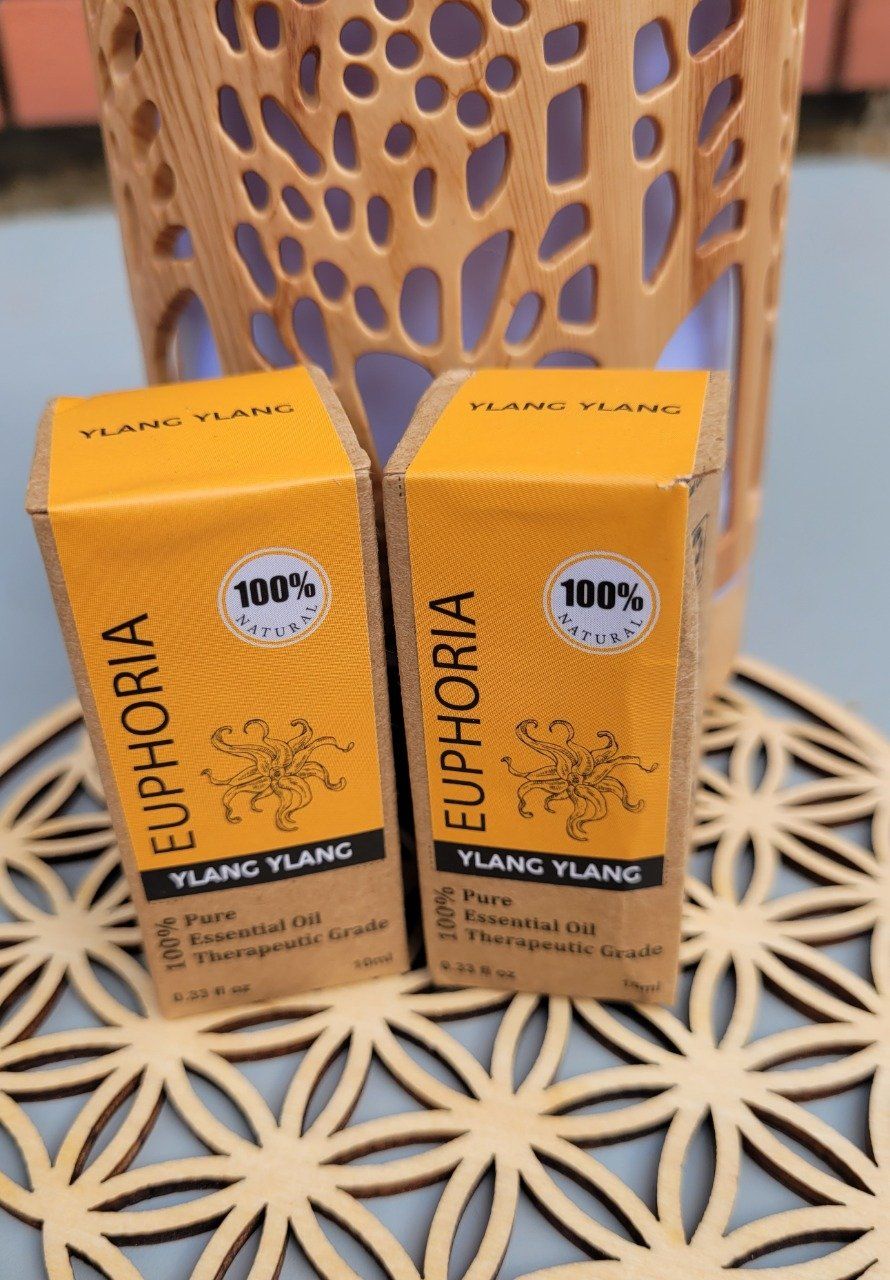 YLANG YLANG
100%
NATURAL
EUPHORIA
YLANG YLANG
100% Pure
Essential Oil
Therapeutic Grade
0.33 fl oz
10ml
YLANG YLANG
100%
NATURAL
EUPHORIA
YLANG YLANG
100% Pure
Essential Oil
Therapeutic Grade
0.33 fl oz
10ml